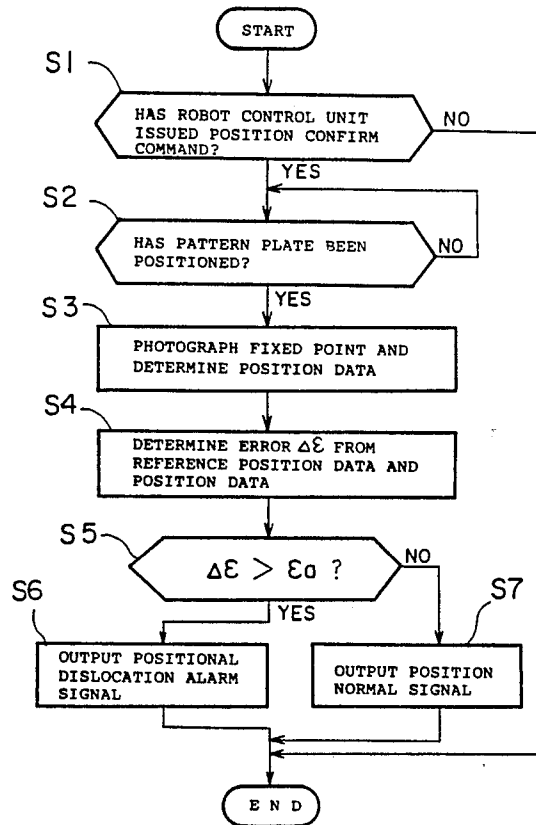 START
S1
HAS ROBOT CONTROL UNIT
ISSUED POSITION CONFIRM
COMMAND?
NO
YES
S2
HAS PATTERN PLATE BEEN
POSITIONED?
NO
YES
S3
PHOTOGRAPH FIXED POINT AND
DETERMINE POSITION DATA
S4
DETERMINE ERROR Δε FROM
REFERENCE POSITION DATA AND
POSITION DATA
S5
Δε > εa ?
NO
YES
S6
OUTPUT POSITIONAL
DISLOCATION ALARM
SIGNAL
S7
OUTPUT POSITION
NORMAL SIGNAL
END